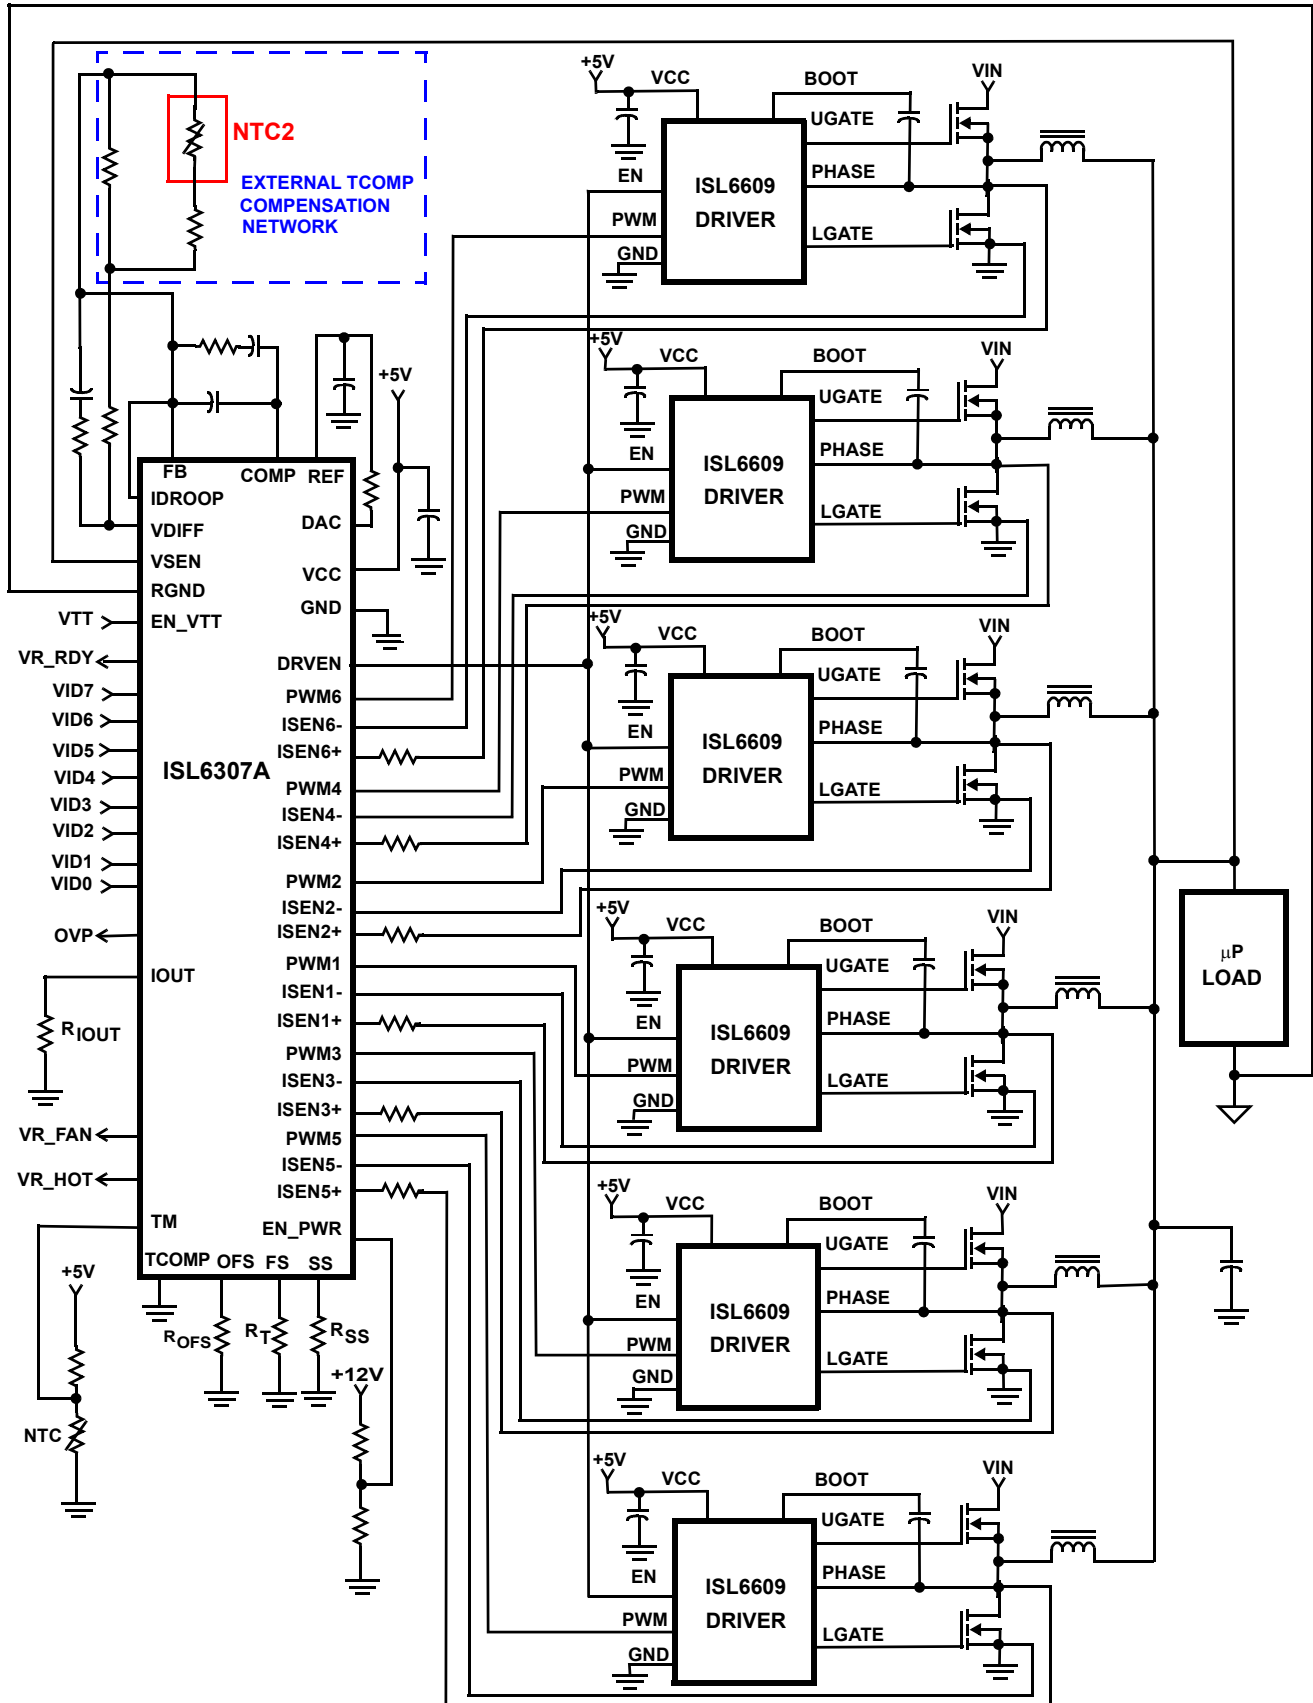 NTC2
EXTERNAL TCOMP
COMPENSATION
NETWORK
+5V
FB
COMP
REF
IDROOP
VDIFF
DAC
VSEN
VCC
RGND
GND
VTT
EN_VTT
VR_RDY
DRVEN
VID7
PWM6
VID6
ISEN6-
VID5
ISEN6+
ISL6307A
VID4
PWM4
VID3
ISEN4-
VID2
ISEN4+
VID1
VID0
PWM2
ISEN2-
OVP
ISEN2+
IOUT
PWM1
ISEN1-
RIOUT
ISEN1+
PWM3
ISEN3-
ISEN3+
VR_FAN
PWM5
ISEN5-
VR_HOT
ISEN5+
TM
EN_PWR
TCOMP
OFS
FS
SS
+5V
ROFS
RT
RSS
+12V
NTC
+5V
VCC
BOOT
VIN
UGATE
EN
ISL6609
DRIVER
PHASE
PWM
LGATE
GND
+5V
VCC
BOOT
VIN
UGATE
EN
ISL6609
DRIVER
PHASE
PWM
LGATE
GND
+5V
VCC
BOOT
VIN
UGATE
EN
ISL6609
DRIVER
PHASE
PWM
LGATE
GND
+5V
VCC
BOOT
VIN
UGATE
EN
ISL6609
DRIVER
PHASE
PWM
LGATE
GND
+5V
VCC
BOOT
VIN
UGATE
EN
ISL6609
DRIVER
PHASE
PWM
LGATE
GND
+5V
VCC
BOOT
VIN
UGATE
EN
ISL6609
DRIVER
PHASE
PWM
LGATE
GND
μP
LOAD